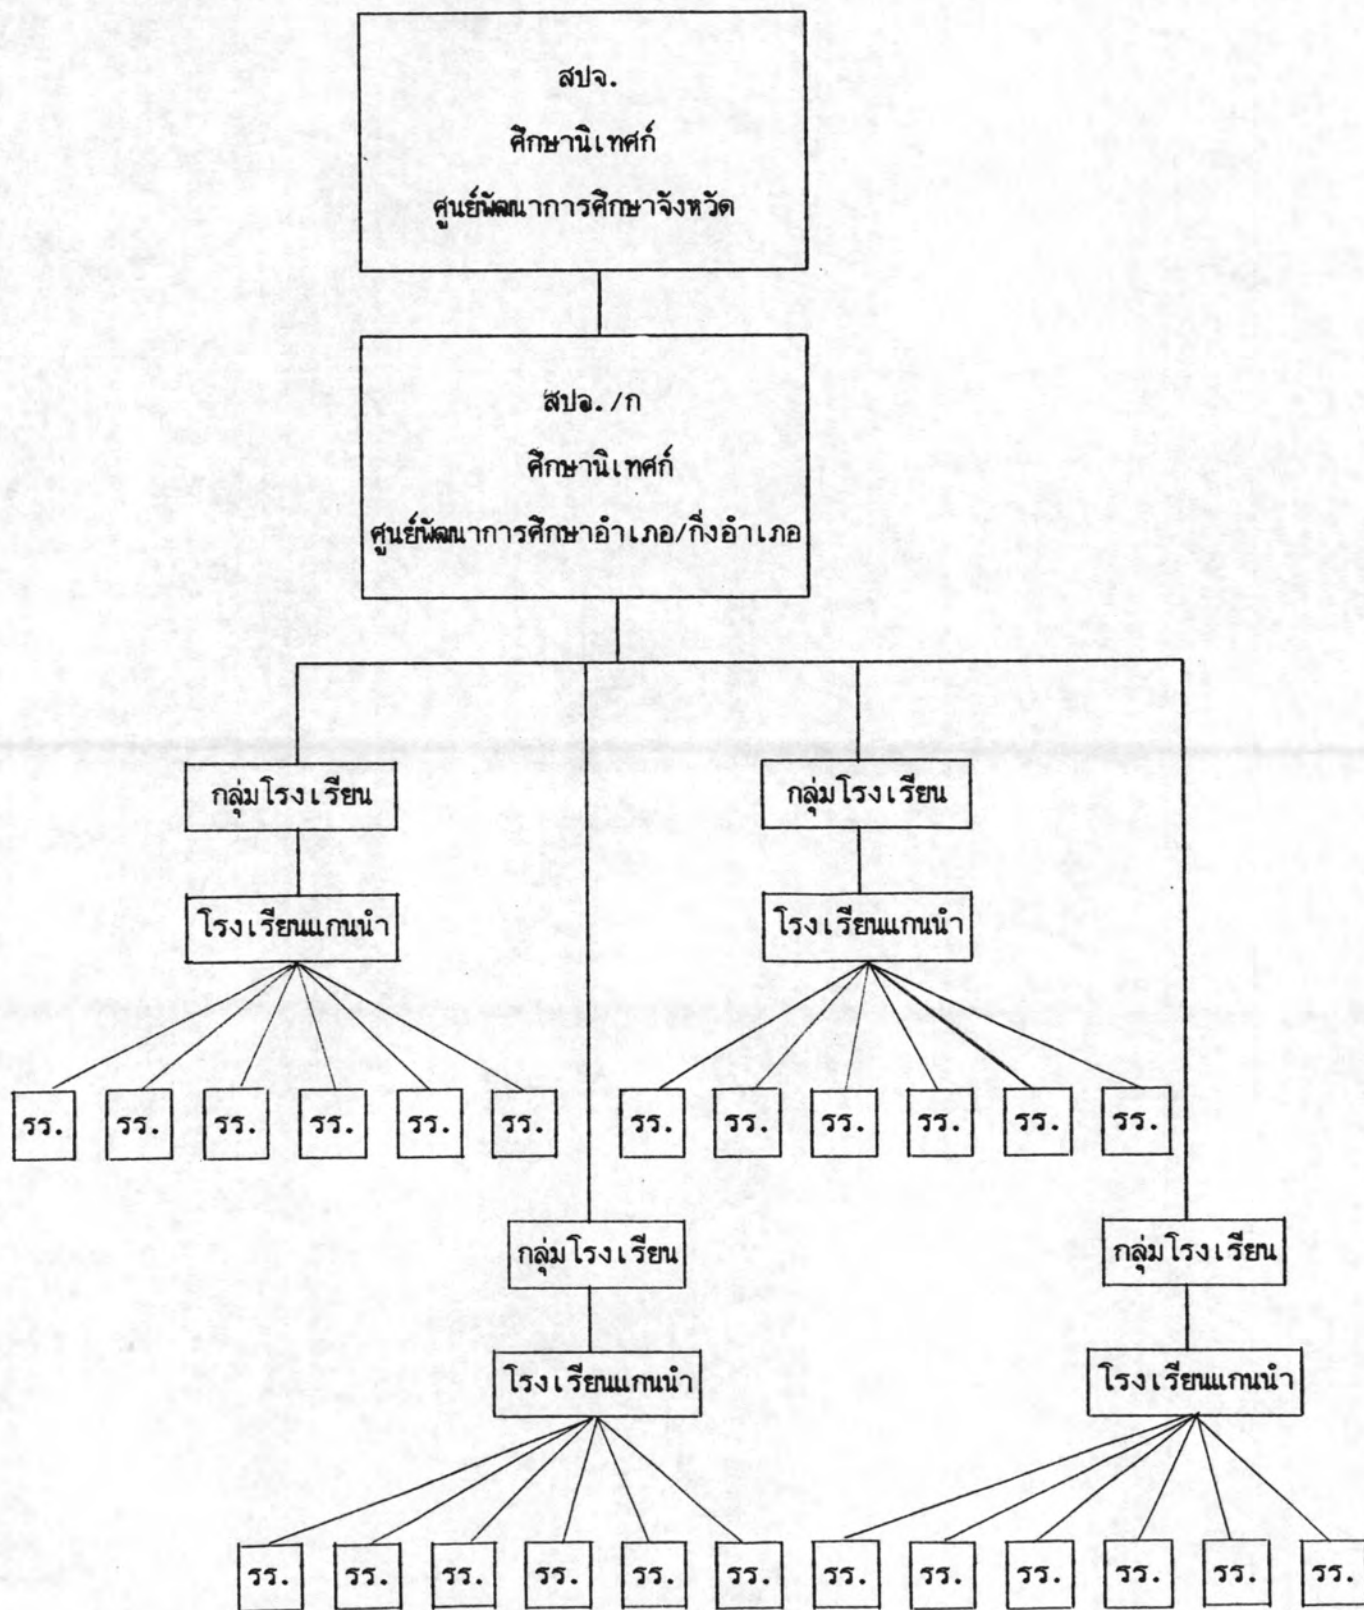 สปจ.
ศึกษานิเทศก์
ศูนย์พัฒนาการศึกษาจังหวัด
สปอ./ก
ศึกษานิเทศก์
ศูนย์พัฒนาการศึกษาอำเภอ/กิ่งอำเภอ
กลุ่มโรงเรียน กลุ่มโรงเรียน
โรงเรียนแกนนำ โรงเรียนแกนนำ
รร. รร. รร. รร. รร. รร. รร. รร. รร. รร. รร. รร.
กลุ่มโรงเรียน กลุ่มโรงเรียน
โรงเรียนแกนนำ โรงเรียนแกนนำ
รร. รร. รร. รร. รร. รร. รร. รร. รร. รร. รร. รร.